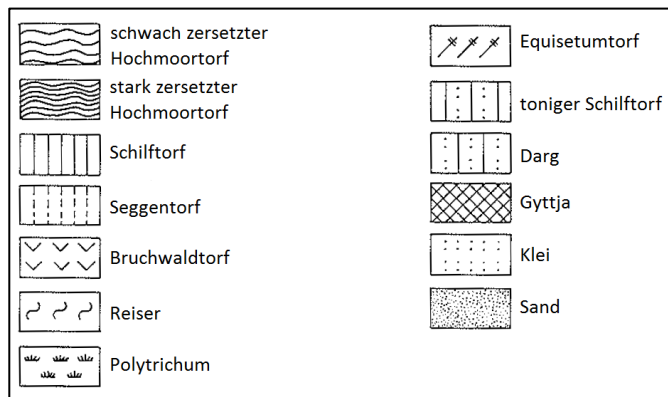 schwach zersetzter
Hochmoortorf
stark zersetzter
Hochmoortorf
Schilftorf
Seggentorf
Bruchwaldtorf
Reiser
Polytrichum
Equisetumtorf
toniger Schilftorf
Darg
Gyttja
Klei
Sand